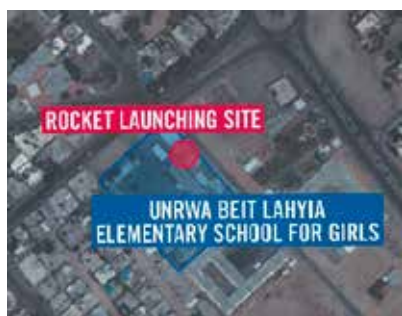 ROCKET LAUNCHING SITE
UNRWA BEIT LAHYIA
ELEMENTARY SCHOOL FOR GIRLS